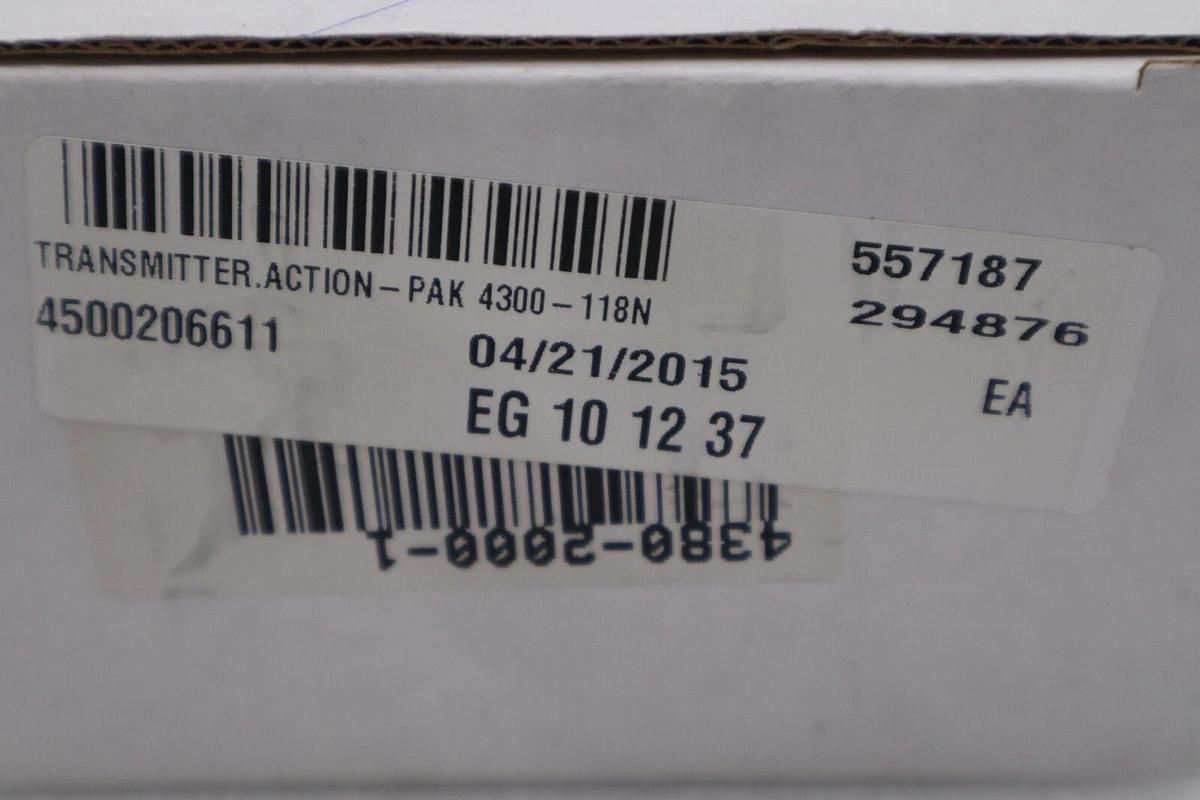 TRANSMITTER.ACTION-PAK 4300-118N
4500206611
04/21/2015
EG 10 12 37
557187
294876
EA
4380-2000-1